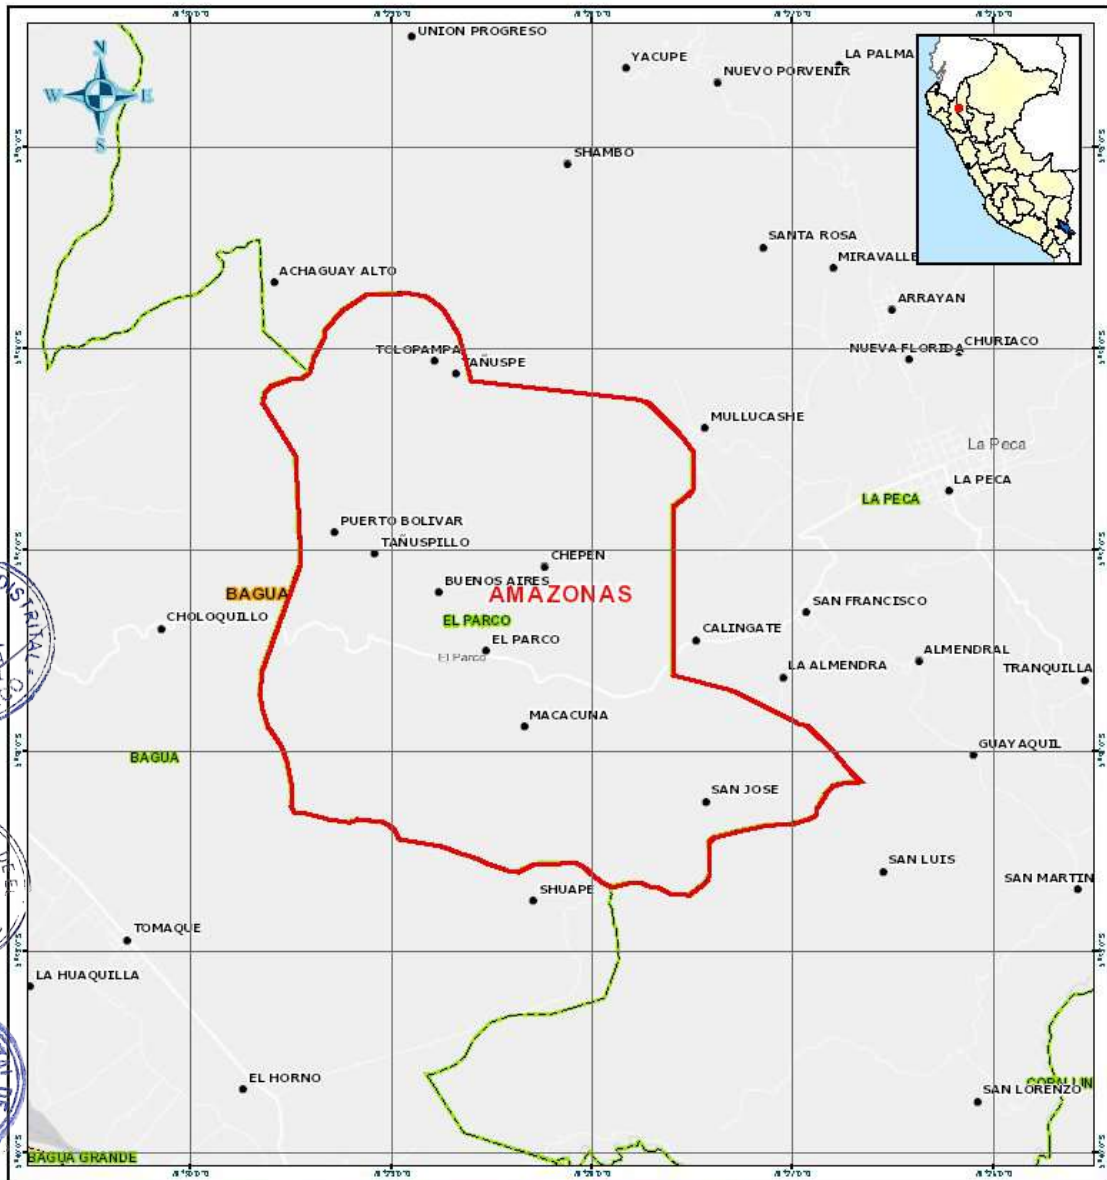 UNION PROGRESO
YACUPE
LA PALMA
NUEVO PORVENIR
N
W
E
S
SHAMBO
SANTA ROSA
MIRAVALLE
ACHAGUAY ALTO
ARRAYAN
CHURIACO
NUEVA FLORIDA
TOLOPAMPA
TAÑUSPE
MULLUCASHE
La Peca
LA PECA
LA PECA
PUERTO BOLIVAR
TAÑUSPILLO
CHEPEN
BUENOS AIRES
AMAZONAS
BAGUA
DISTRITAL
CHOLOQUILLO
EL PARCO
SAN FRANCISCO
CALINGATE
EL PARCO
El Parco
ALMENDRAL
LA ALMENDRA
TRANQUILLA
MACACUNA
BAGUA
GUAYAQUIL
SAN JOSE
SAN LUIS
SAN MARTIN
SHUAPE
TOMAQUE
LA HUAQUILLA
EL HORNO
SAN LORENZO
BAGUA GRANDE